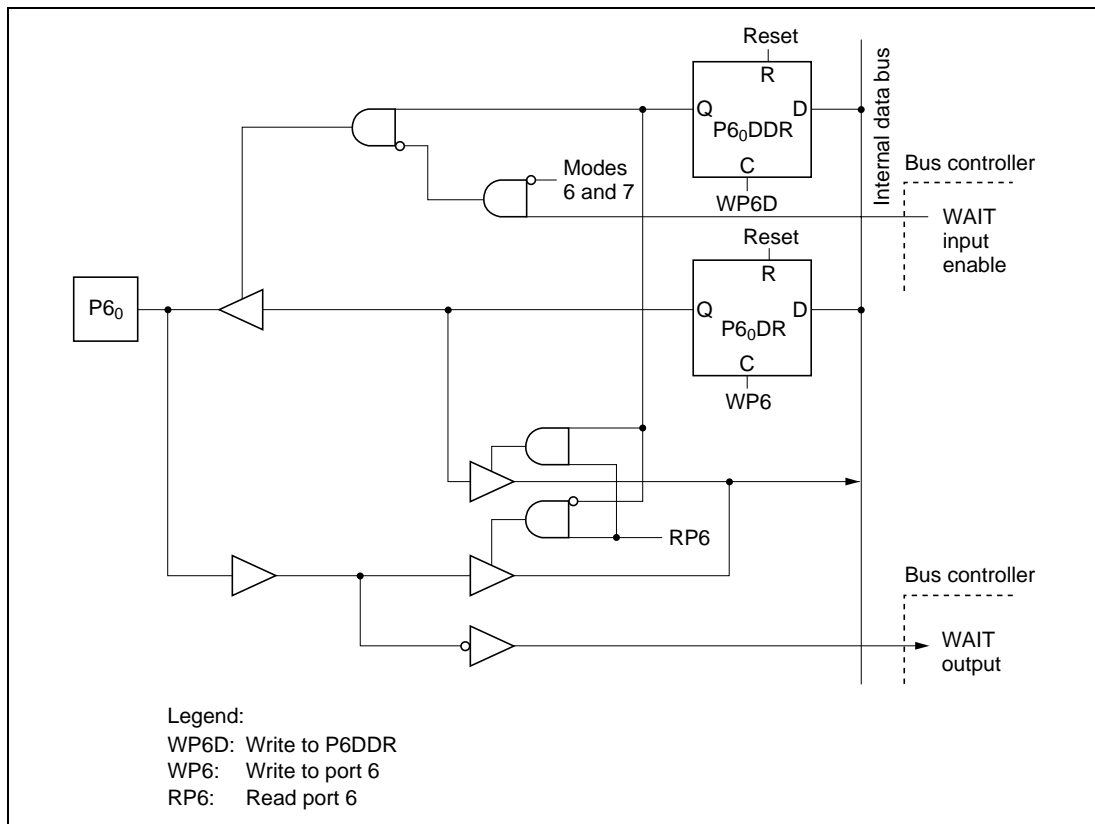 Reset
R
Q
D
P6₀DDR
C
WP6D
Internal data bus
Bus controller
WAIT
input
enable
Modes
6 and 7
Reset
R
Q
D
P6₀DR
C
WP6
P6₀
RP6
Bus controller
WAIT
output
Legend:
WP6D: Write to P6DDR
WP6: Write to port 6
RP6: Read port 6